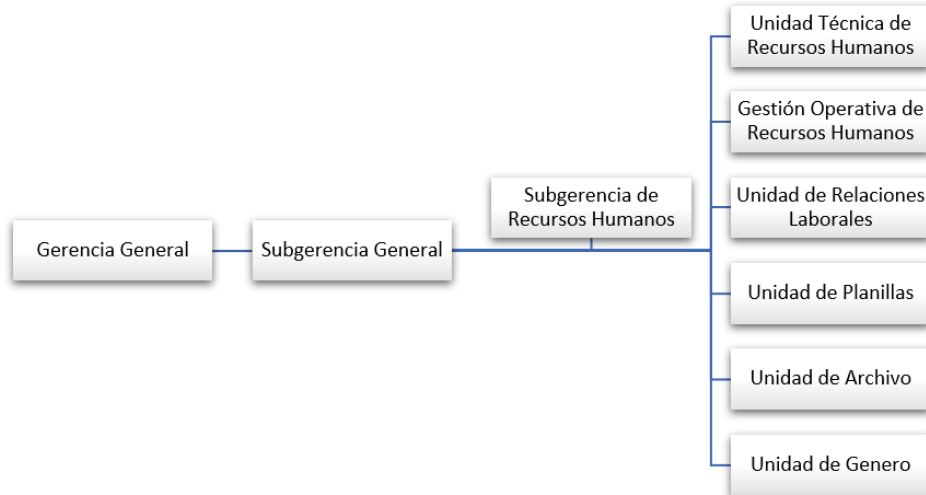 Gerencia General
Subgerencia General
Subgerencia de
Recursos Humanos
Unidad Técnica de
Recursos Humanos
Gestión Operativa de
Recursos Humanos
Unidad de Relaciones
Laborales
Unidad de Planillas
Unidad de Archivo
Unidad de Genero